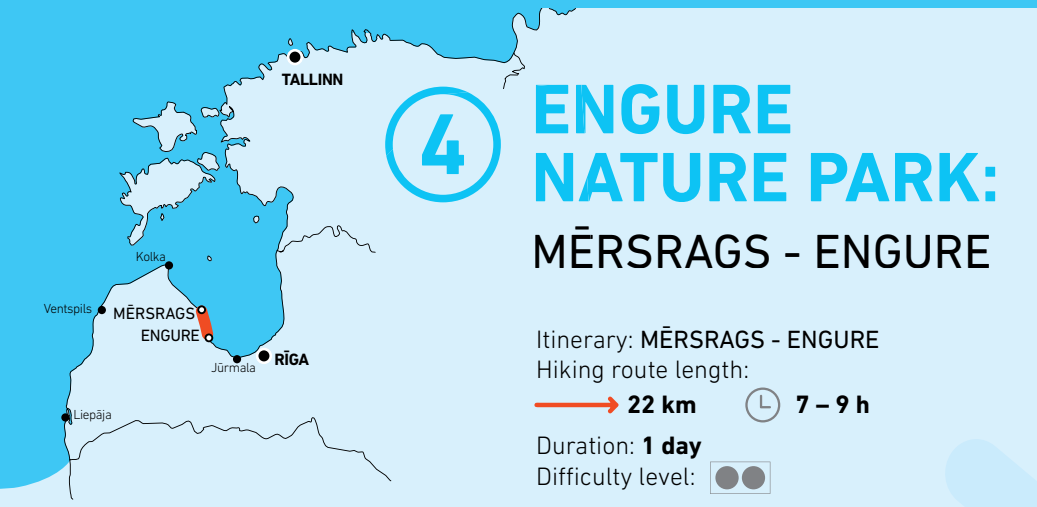 TALLINN
Kolka
Ventspils
MĒRSRAGS
ENGURE
RĪGA
Jūrmala
Liepāja
4
ENGURE
NATURE PARK:
MĒRSRAGS - ENGURE
Itinerary: MĒRSRAGS - ENGURE
Hiking route length:
22 km 7 – 9 h
Duration: 1 day
Difficulty level: